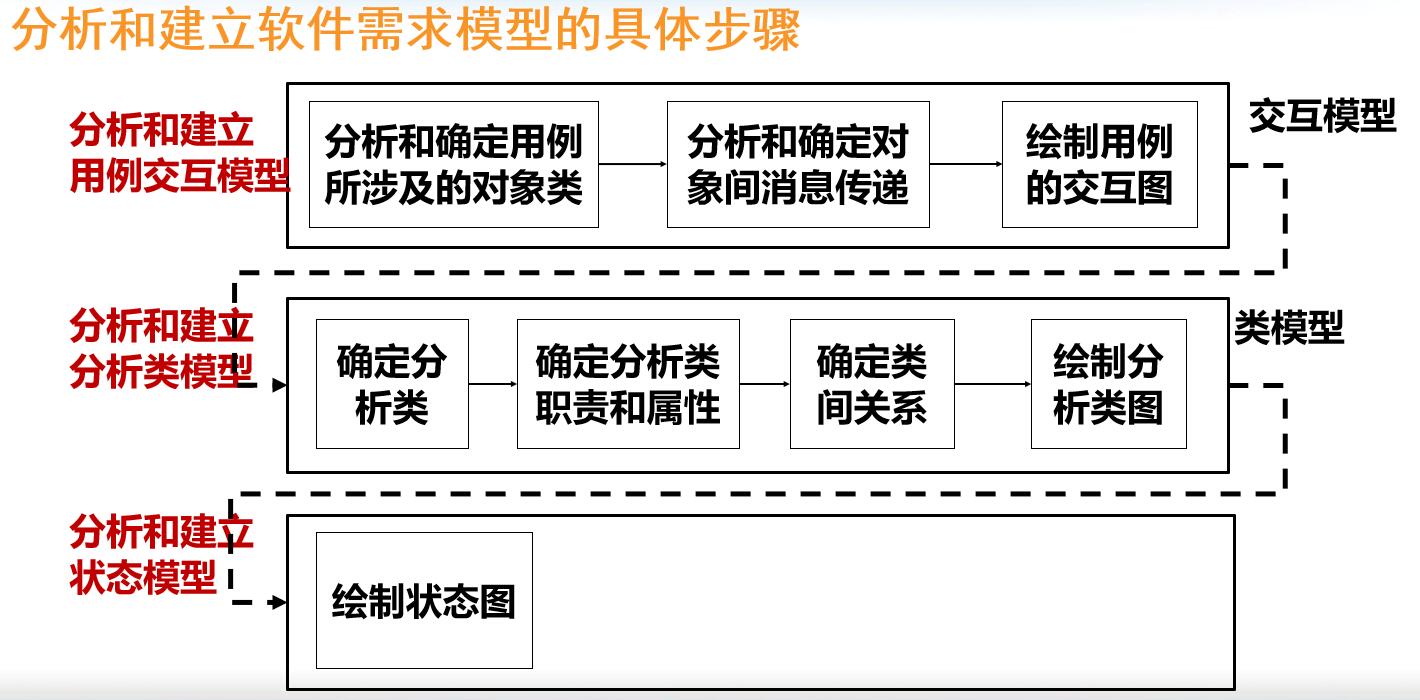 分析和建立软件需求模型的具体步骤
分析和建立
用例交互模型
分析和确定用例
所涉及的对象类
分析和确定对
象间消息传递
绘制用例
的交互图
交互模型
分析和建立
分析类模型
确定分
析类
确定分析类
职责和属性
确定类
间关系
绘制分
析类图
类模型
分析和建立
状态模型
绘制状态图